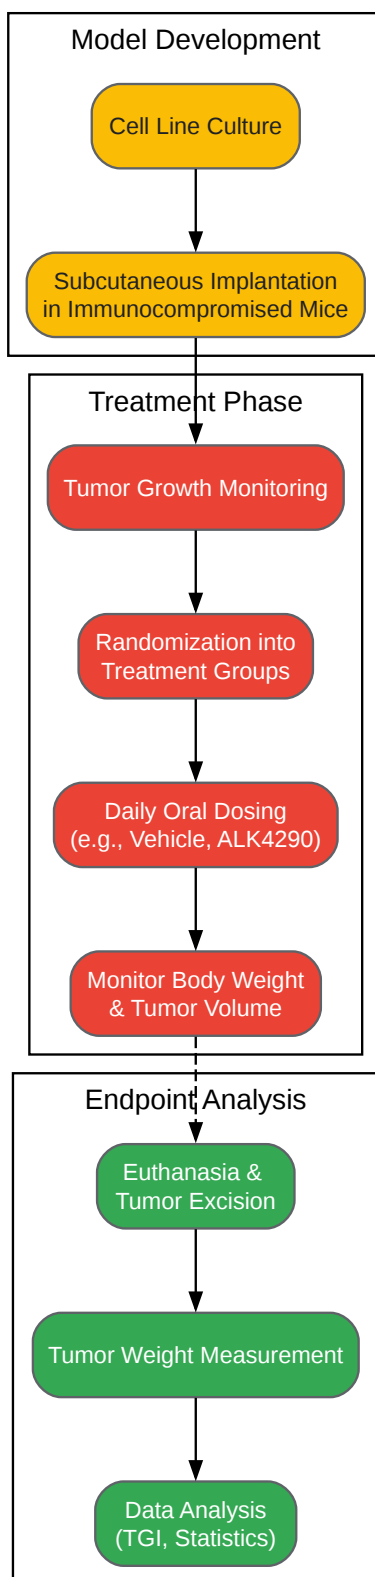 Model Development
Cell Line Culture
Subcutaneous Implantation
in Immunocompromised Mice
Treatment Phase
Tumor Growth Monitoring
Randomization into
Treatment Groups
Daily Oral Dosing
(e.g., Vehicle, ALK4290)
Monitor Body Weight
& Tumor Volume
Endpoint Analysis
Euthanasia &
Tumor Excision
Tumor Weight Measurement
Data Analysis
(TGI, Statistics)